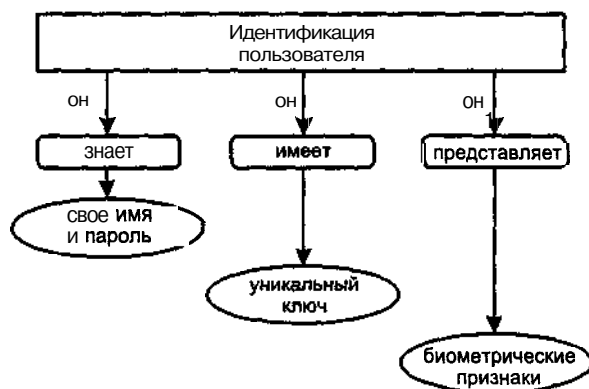 Идентификация
пользователя
он
он
он
знает
имеет
представляет
свое имя
и пароль
уникальный
ключ
биометрические
признаки